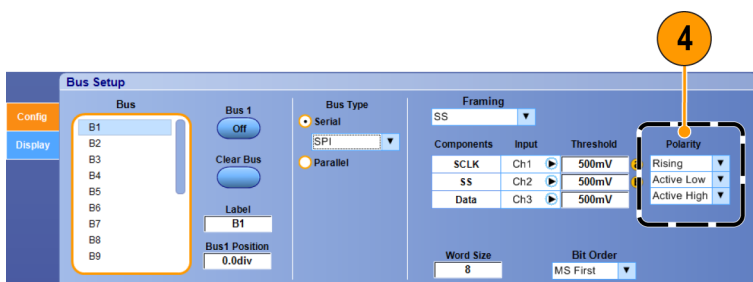 4
Bus Setup
Config
Display
Bus
B1
B2
B3
B4
B5
B6
B7
B8
B9
Bus 1
Off
Clear Bus
Label
B1
Bus1 Position
0.0div
Bus Type
Serial
SPI
Parallel
Framing
SS
Components Input Threshold Polarity
SCLK Ch1 500mV a Rising
SS Ch2 500mV b Active Low
Data Ch3 500mV Active High
Word Size Bit Order
8 MS First